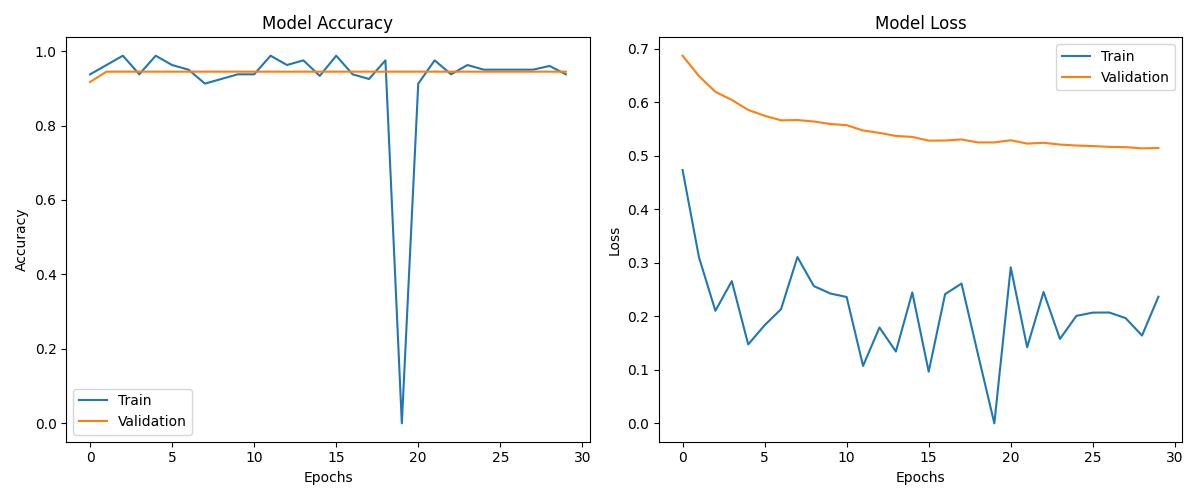 Model Accuracy
1.0
0.8
0.6
0.4
0.2
0.0
Accuracy
Train
Validation
0 5 10 15 20 25 30
Epochs
Model Loss
0.7
0.6
0.5
0.4
0.3
0.2
0.1
0.0
Loss
Train
Validation
0 5 10 15 20 25 30
Epochs